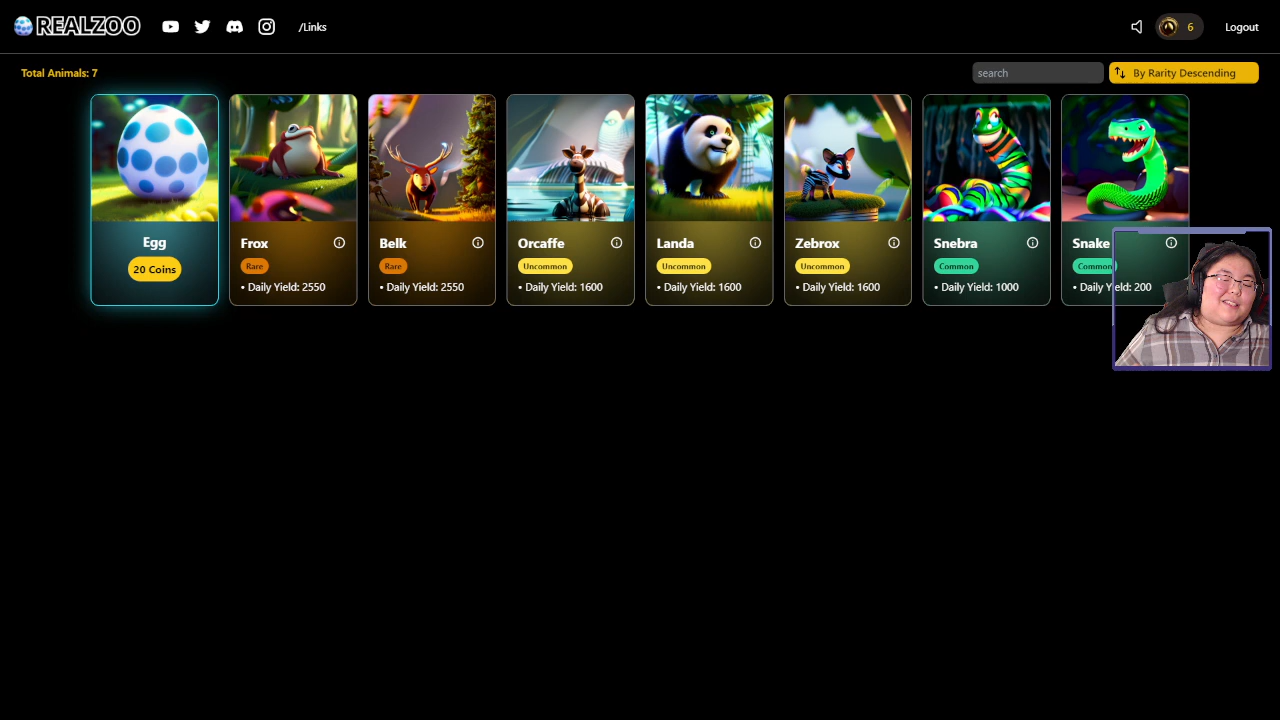 REALZOO
/Links
6
Logout
Total Animals: 7
search
By Rarity Descending
Egg
20 Coins
Frox
Rare
• Daily Yield: 2550
Belk
Rare
• Daily Yield: 2550
Orcaffe
Uncommon
• Daily Yield: 1600
Landa
Uncommon
• Daily Yield: 1600
Zebrox
Uncommon
• Daily Yield: 1600
Snebra
Common
• Daily Yield: 1000
Snake
Common
• Daily Yield: 200